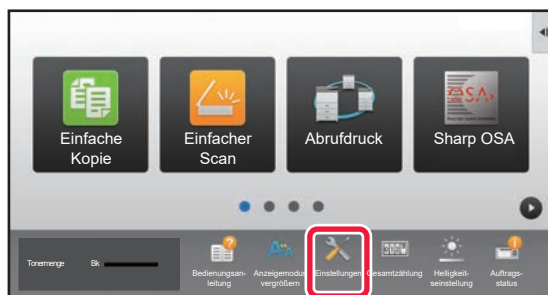 Einfache
Kopie
Einfacher
Scan
Abrufdruck
OSA
Sharp OSA
Tonermenge Bk
Bedienungsan-
leitung
Anzeigemodus
vergrößern
Einstellungen
Gesamtzählung
Helligkeit-
seinstellung
Auftrags-
status